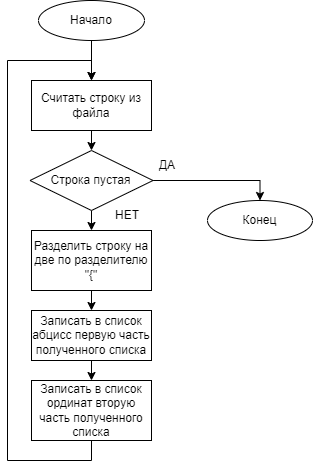 Начало
Считать строку из
файла
Строка пустая
ДА
Конец
НЕТ
Разделить строку на
две по разделителю
"{"
Записать в список
абцисс первую часть
полученного списка
Записать в список
ординат вторую
часть полученного
списка